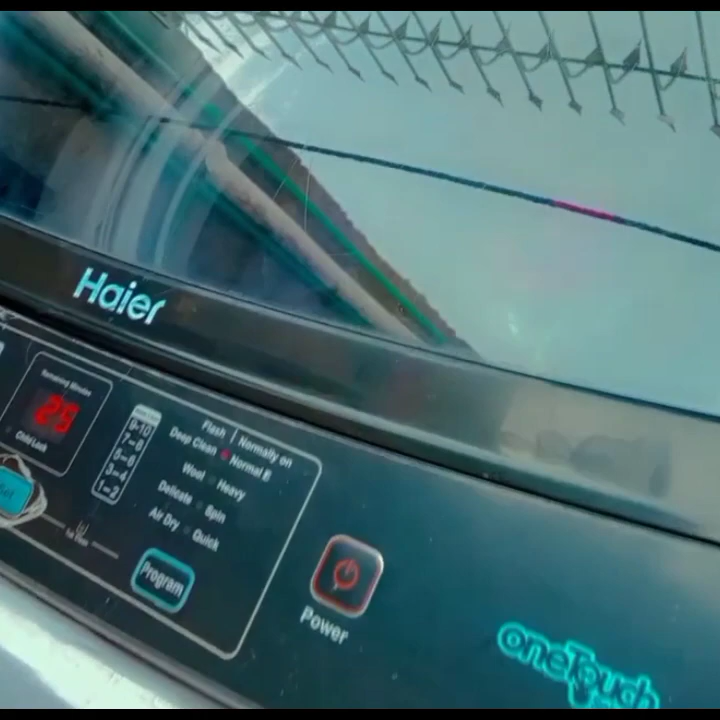 Haier
Remaining Minutes
25
Child Lock
9-10
7-8
5-6
3-4
1-2
Flash | Normally on
Deep Clean Normal
Wool Heavy
Delicate Spin
Air Dry Quick
Program
Power
oneTouch